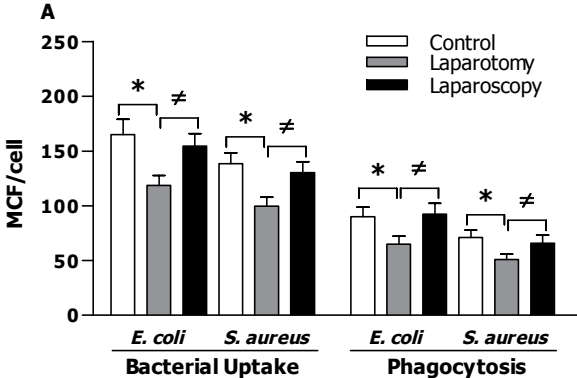 A
250
200
150
100
50
0
MCF/cell
Control
Laparotomy
Laparoscopy
* ≠ * ≠ * ≠ * ≠
E. coli S. aureus E. coli S. aureus
Bacterial Uptake Phagocytosis